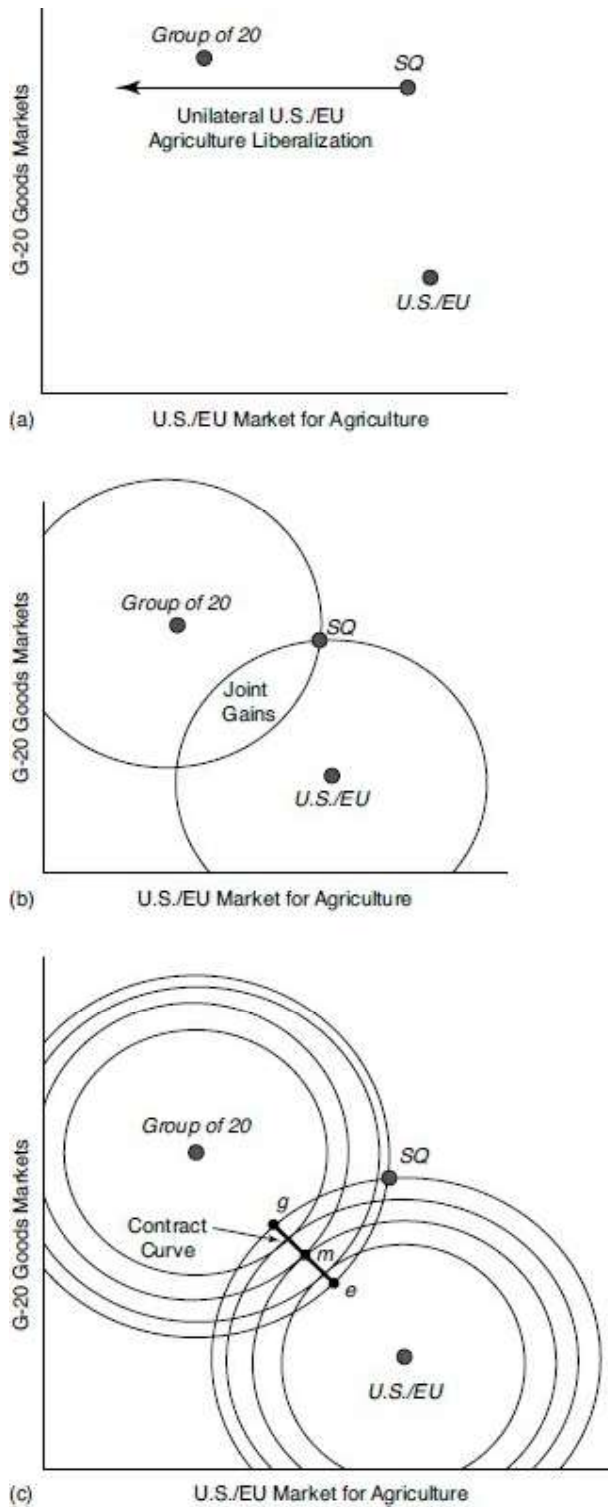 Group of 20
SQ
Unilateral U.S./EU
Agriculture Liberalization
U.S./EU
G-20 Goods Markets
(a)
U.S./EU Market for Agriculture
Group of 20
SQ
Joint
Gains
U.S./EU
G-20 Goods Markets
(b)
U.S./EU Market for Agriculture
Group of 20
SQ
g
Contract
Curve
m
e
U.S./EU
G-20 Goods Markets
(c)
U.S./EU Market for Agriculture